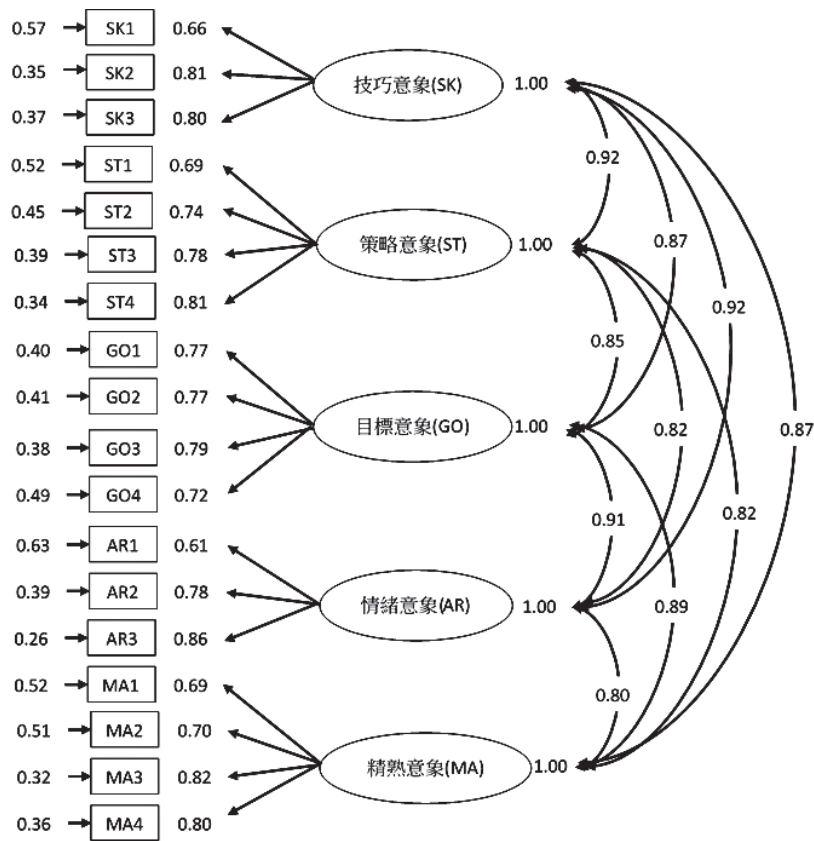 0.57 SK1 0.66
0.35 SK2 0.81
0.37 SK3 0.80
技巧意象(SK) 1.00
0.52 ST1 0.69
0.45 ST2 0.74
0.39 ST3 0.78
0.34 ST4 0.81
策略意象(ST) 1.00
0.40 GO1 0.77
0.41 GO2 0.77
0.38 GO3 0.79
0.49 GO4 0.72
目標意象(GO) 1.00
0.63 AR1 0.61
0.39 AR2 0.78
0.26 AR3 0.86
情緒意象(AR) 1.00
0.52 MA1 0.69
0.51 MA2 0.70
0.32 MA3 0.82
0.36 MA4 0.80
精熟意象(MA) 1.00
0.92
0.87
0.92
0.85
0.82
0.87
0.91
0.82
0.89
0.80